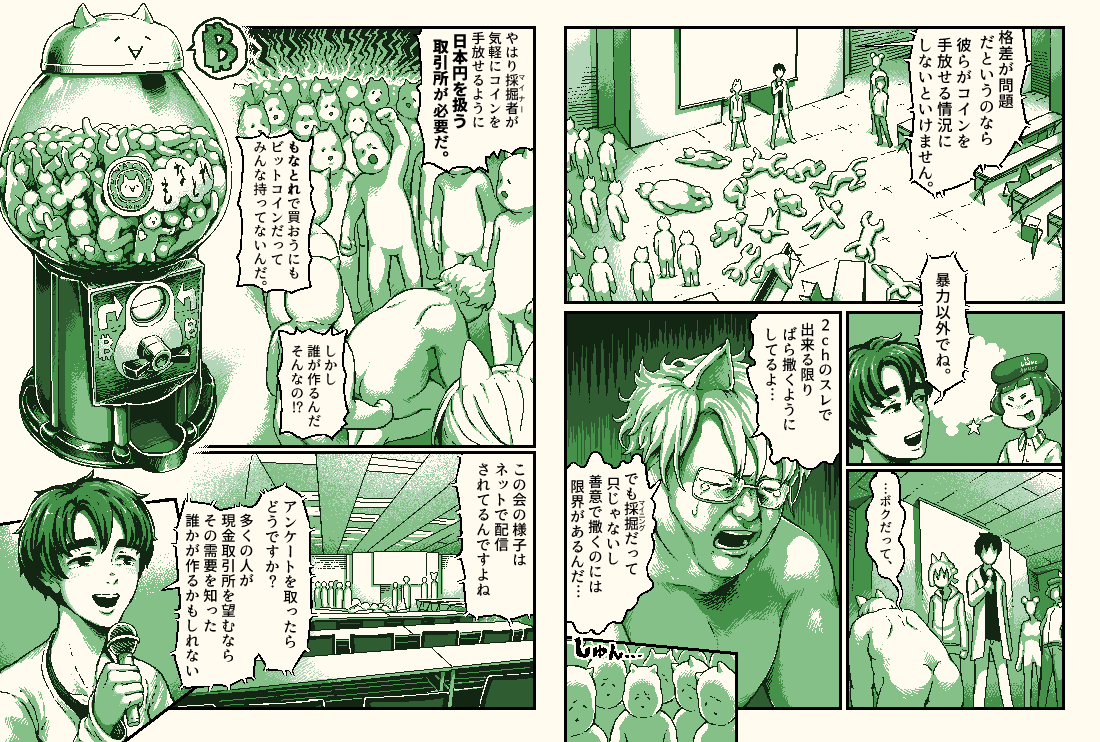 格差が問題
だというのなら
彼らがコインを
手放せる情況に
しないといけません。
暴力以外でね。
…ボクだって、
2chのスレで
出来る限り
ばら撒くように
してるよ…
でも採掘だって
マイニング
只じゃないし
善意で撒くのには
限界があるんだ…
じゅん…
やはり採掘者が
マイナー
気軽にコインを
手放せるように
日本円を扱う
取引所が必要だ。
もなとれで買おうにも
ビットコインだって
みんな持ってないんだ。
しかし
誰が作るんだ
そんなの!?
B
もなもし
B
B
この会の様子は
ネットで配信
されてるんですよね
アンケートを取ったら
どうですか?
多くの人が
現金取引所を望むなら
その需要を知った
誰かが作るかもしれない